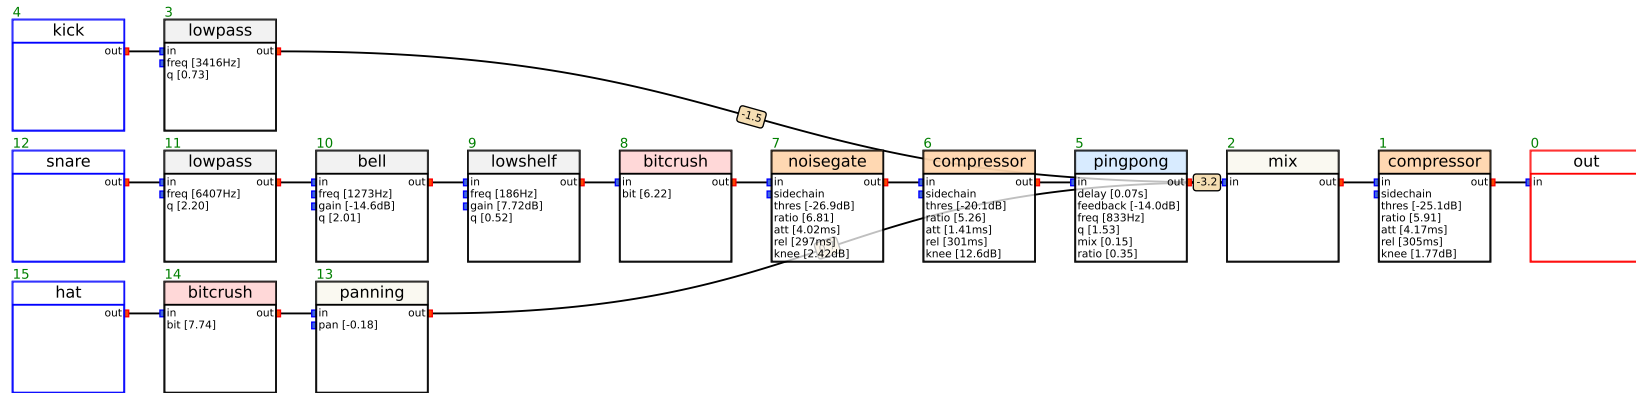 4
kick
out
3
lowpass
in out
freq [3416Hz]
q [0.73]
-1.5
12
snare
out
11
lowpass
in out
freq [6407Hz]
q [2.20]
10
bell
in out
freq [1273Hz]
gain [-14.6dB]
q [2.01]
9
lowshelf
in out
freq [186Hz]
gain [7.72dB]
q [0.52]
8
bitcrush
in out
bit [6.22]
7
noisegate
in out
sidechain
thres [-26.9dB]
ratio [6.81]
att [4.02ms]
rel [297ms]
knee [2.42dB]
6
compressor
in out
sidechain
thres [-20.1dB]
ratio [5.26]
att [1.41ms]
rel [301ms]
knee [12.6dB]
5
pingpong
in out
delay [0.07s]
feedback [-14.0dB]
freq [833Hz]
q [1.53]
mix [0.15]
ratio [0.35]
-3.2
2
mix
in out
1
compressor
in out
sidechain
thres [-25.1dB]
ratio [5.91]
att [4.17ms]
rel [305ms]
knee [1.77dB]
0
out
in
15
hat
out
14
bitcrush
in out
bit [7.74]
13
panning
in out
pan [-0.18]